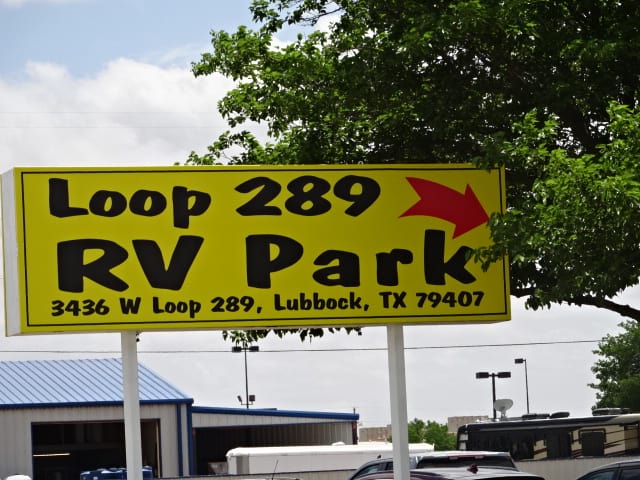 Loop 289
RV Park
3436 W Loop 289, Lubbock, TX 79407